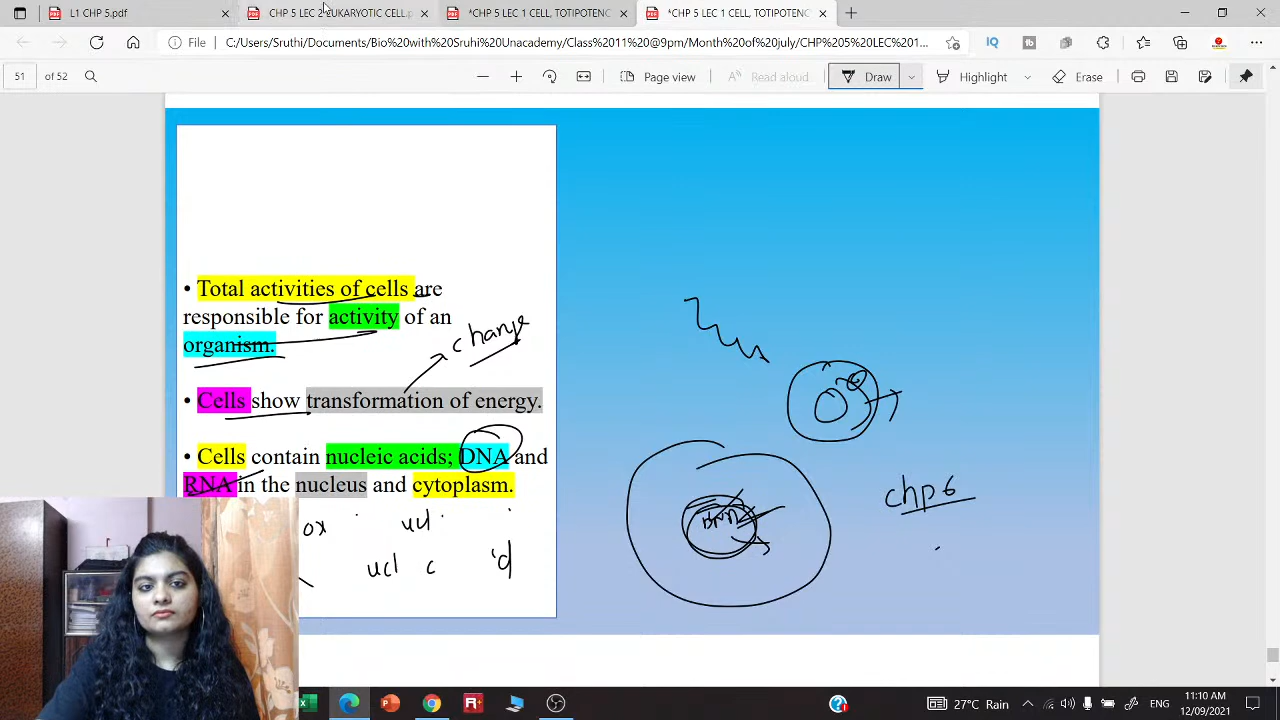 L1 CHP 5.pdf
CHP 5 LEC 2 EUKARYOTIC CELL.p
*CHP 5 LEC 1 CELL, TOTIPOTENC
*CHP 5 LEC 1 CELL, TOTIPOTENC
File
C:/Users/Sruthi/Documents/Bio%20with%20Sruhi%20Unacademy/Class%2011%20@9pm/Month%20of%20july/CHP%205%20LEC%201...
51 of 52
Page view
Read aloud
Draw
Highlight
Erase
• Total activities of cells are
responsible for activity of an
organism.
change
• Cells show transformation of energy.
• Cells contain nucleic acids; DNA and
RNA in the nucleus and cytoplasm.
ox ucl
ucl c 'd
DNA
chp 6
27°C Rain
ENG
11:10 AM
12/09/2021